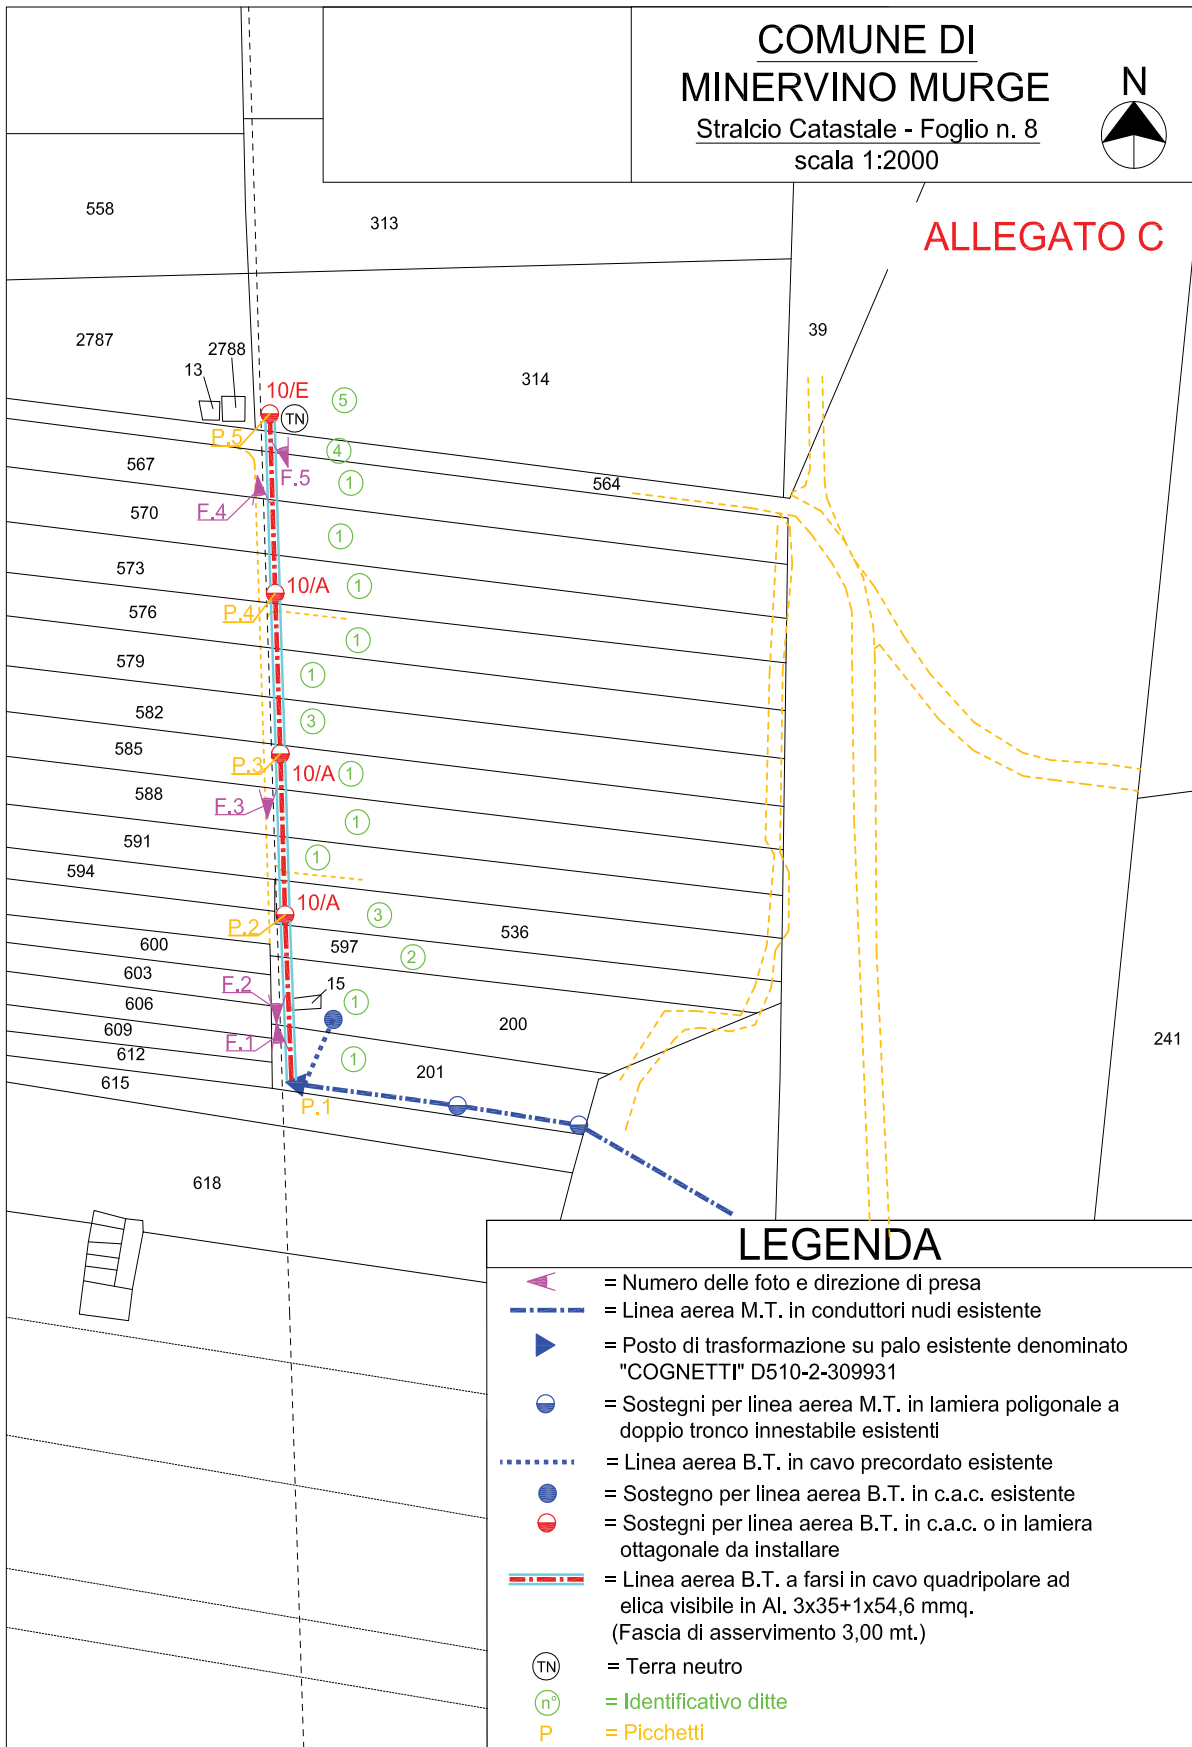 COMUNE DI
MINERVINO MURGE
Stralcio Catastale - Foglio n. 8
scala 1:2000
N
ALLEGATO C
558
313
2787
2788
13
39
314
10/E
TN
5
P.5
4
567
F.5
1
564
F.4
570
1
573
10/A
1
576
P.4
1
579
1
582
3
585
P.3
10/A
1
588
F.3
1
591
1
594
10/A
3
536
P.2
600
597
2
603
F.2
15
606
1
200
609
F.1
1
612
201
241
615
P.1
618
LEGENDA
= Numero delle foto e direzione di presa
= Linea aerea M.T. in conduttori nudi esistente
= Posto di trasformazione su palo esistente denominato
"COGNETTI" D510-2-309931
= Sostegni per linea aerea M.T. in lamiera poligonale a
doppio tronco innestabile esistenti
= Linea aerea B.T. in cavo precordato esistente
= Sostegno per linea aerea B.T. in c.a.c. esistente
= Sostegni per linea aerea B.T. in c.a.c. o in lamiera
ottagonale da installare
= Linea aerea B.T. a farsi in cavo quadripolare ad
elica visibile in Al. 3x35+1x54,6 mmq.
(Fascia di asservimento 3,00 mt.)
TN = Terra neutro
n° = Identificativo ditte
P = Picchetti